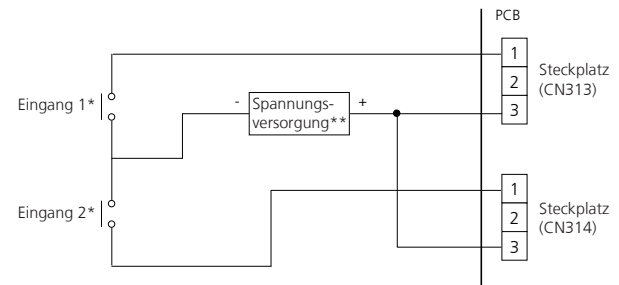 PCB
1
2
3
Steckplatz
(CN313)
Eingang 1*
-
Spannungs-
versorgung**
+
Eingang 2*
1
2
3
Steckplatz
(CN314)